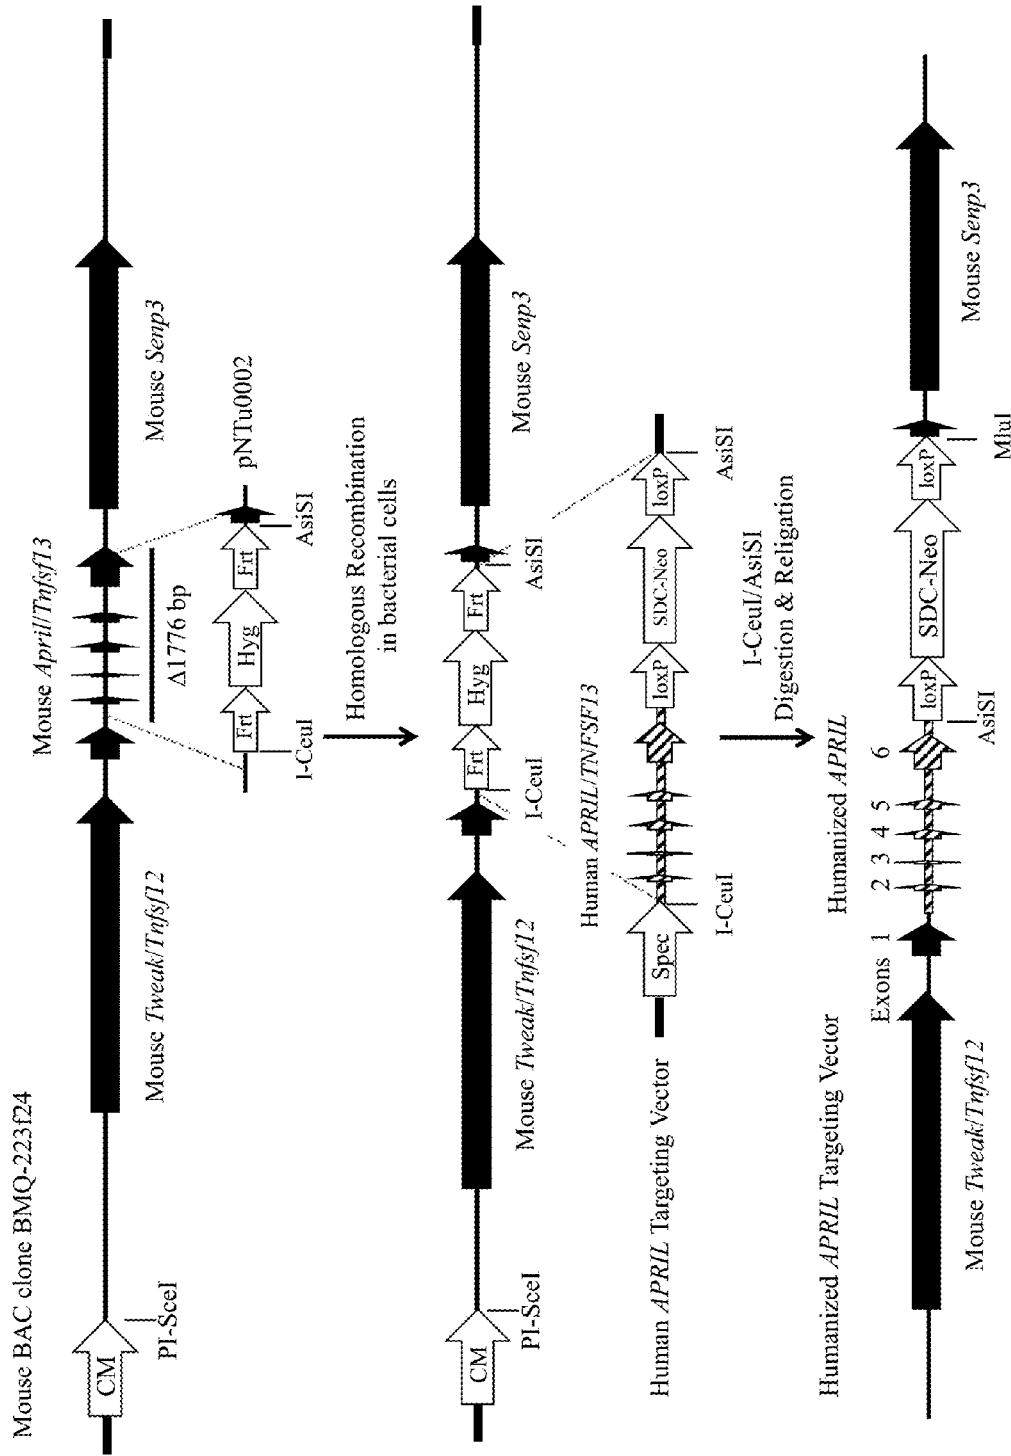 Mouse BAC clone BMQ-223f24
Mouse April/Tnfsf13
CM
PI-SceI
Mouse Tweak/Tnfsf12
Δ1776 bp
Mouse Senp3
I-CeuI
Frt
Hyg
Frt
AsiSI
pNTu0002
Homologous Recombination
in bacterial cells
CM
PI-SceI
Mouse Tweak/Tnfsf12
I-CeuI
Frt
Hyg
Frt
AsiSI
Mouse Senp3
Human APRIL Targeting Vector
Human APRIL/TNFSF13
Spec
I-CeuI
loxP
SDC-Neo
loxP
AsiSI
I-CeuI/AsiSI
Digestion & Religation
Humanized APRIL Targeting Vector
Humanized APRIL
Exons 1 2 3 4 5 6
Mouse Tweak/Tnfsf12
AsiSI
loxP
SDC-Neo
loxP
MluI
Mouse Senp3